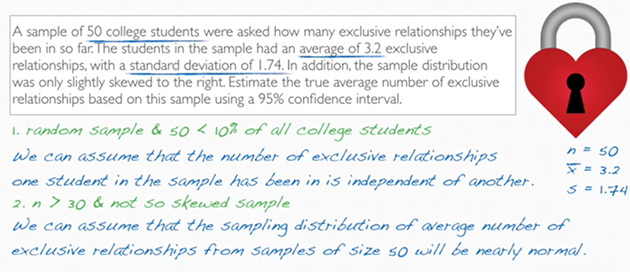 A sample of 50 college students were asked how many exclusive relationships they've
been in so far. The students in the sample had an average of 3.2 exclusive
relationships, with a standard deviation of 1.74. In addition, the sample distribution
was only slightly skewed to the right. Estimate the true average number of exclusive
relationships based on this sample using a 95% confidence interval.
1. random sample & 50 < 10% of all college students
We can assume that the number of exclusive relationships
one student in the sample has been in is independent of another.
2. n > 30 & not so skewed sample
We can assume that the sampling distribution of average number of
exclusive relationships from samples of size 50 will be nearly normal.
n = 50
x̄ = 3.2
s = 1.74